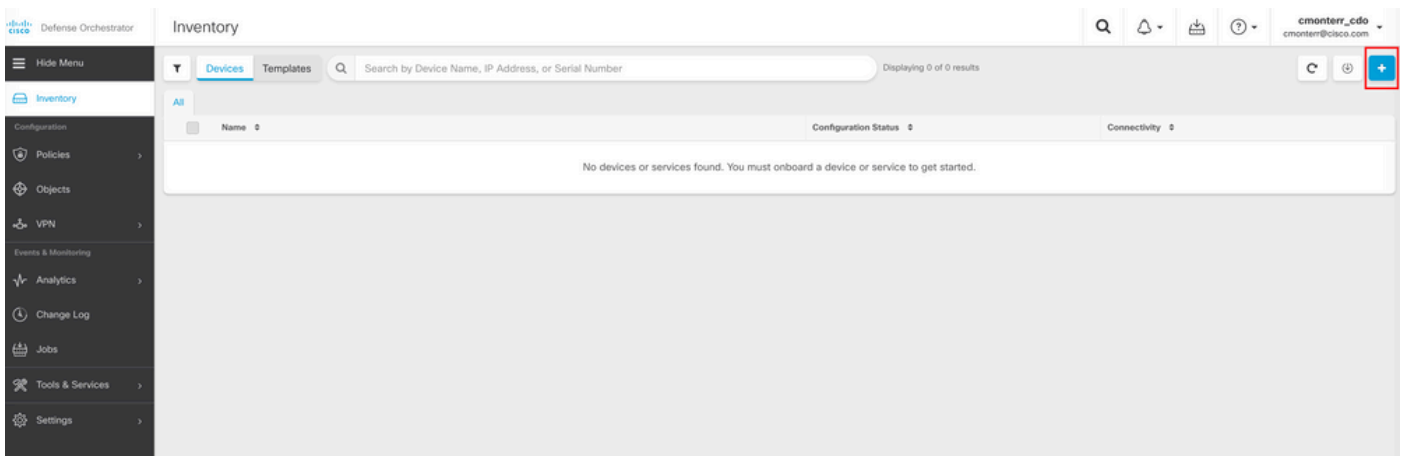 cisco Defense Orchestrator
Inventory
cmonterr_cdo
cmonterr@cisco.com
Hide Menu
Devices Templates Search by Device Name, IP Address, or Serial Number Displaying 0 of 0 results
Inventory
All
Configuration
Name Configuration Status Connectivity
Policies
No devices or services found. You must onboard a device or service to get started.
Objects
VPN
Events & Monitoring
Analytics
Change Log
Jobs
Tools & Services
Settings